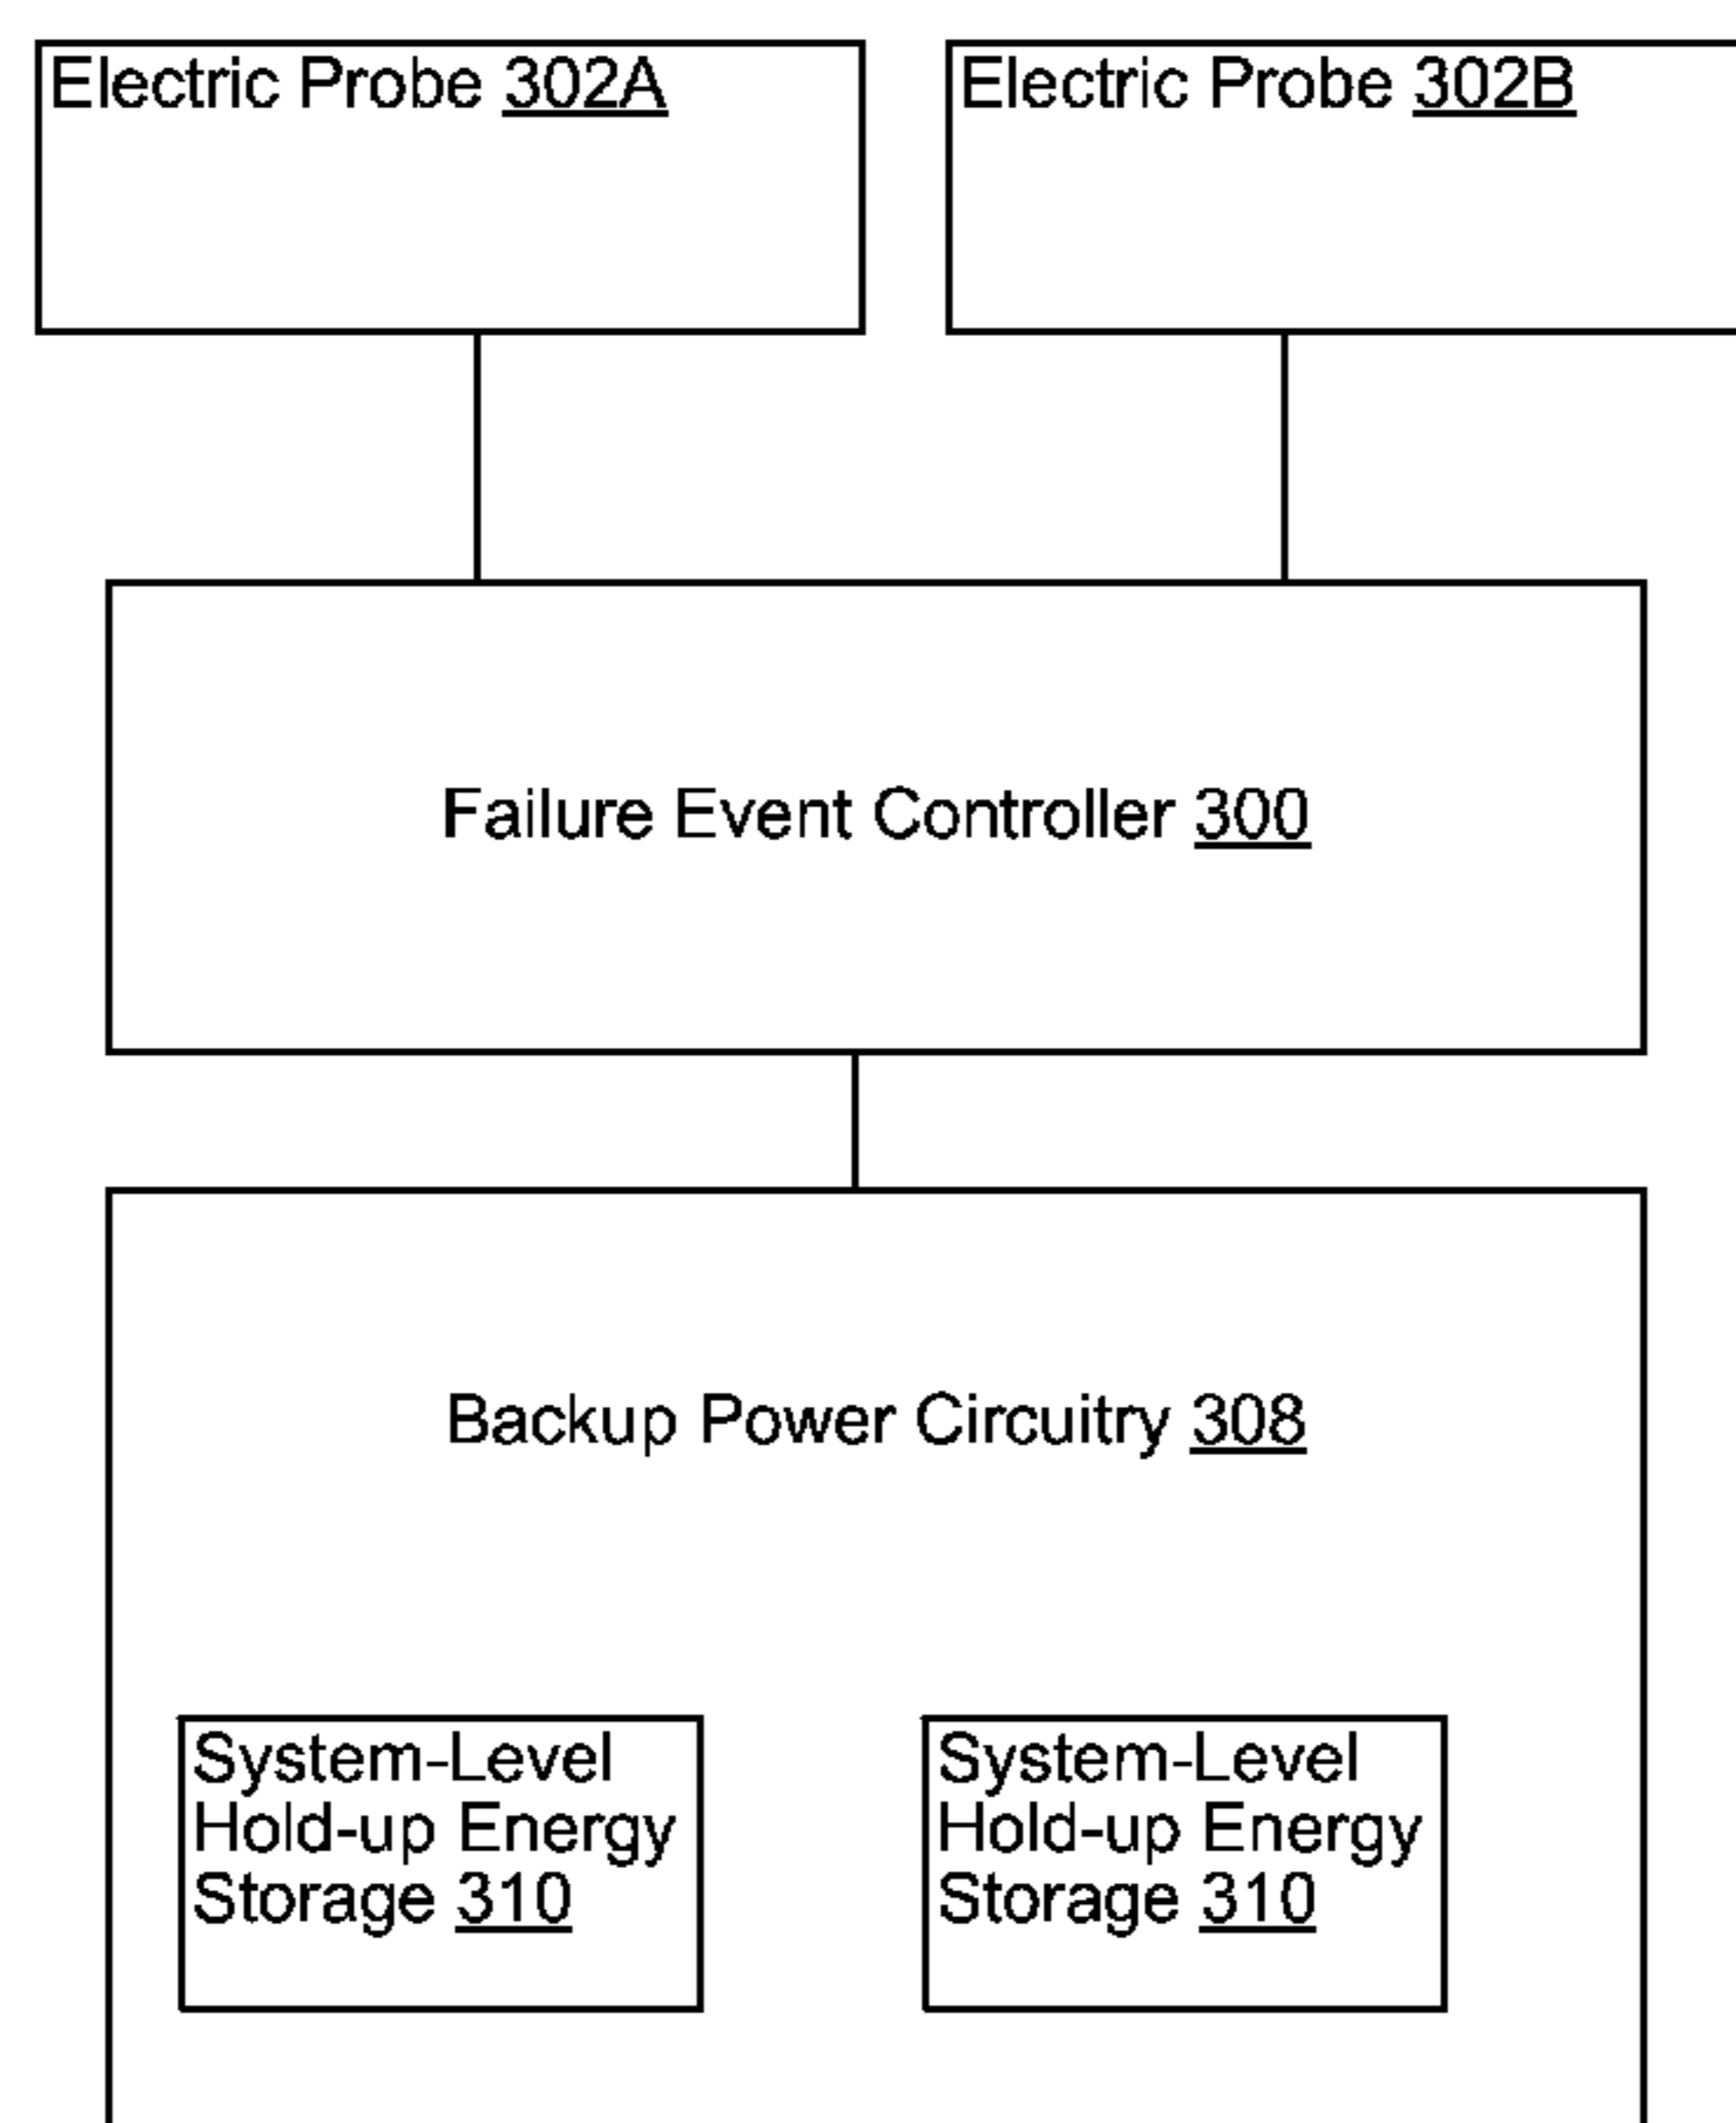 Electric Probe 302A
Electric Probe 302B
Failure Event Controller 300
Backup Power Circuitry 308
System-Level
Hold-up Energy
Storage 310
System-Level
Hold-up Energy
Storage 310